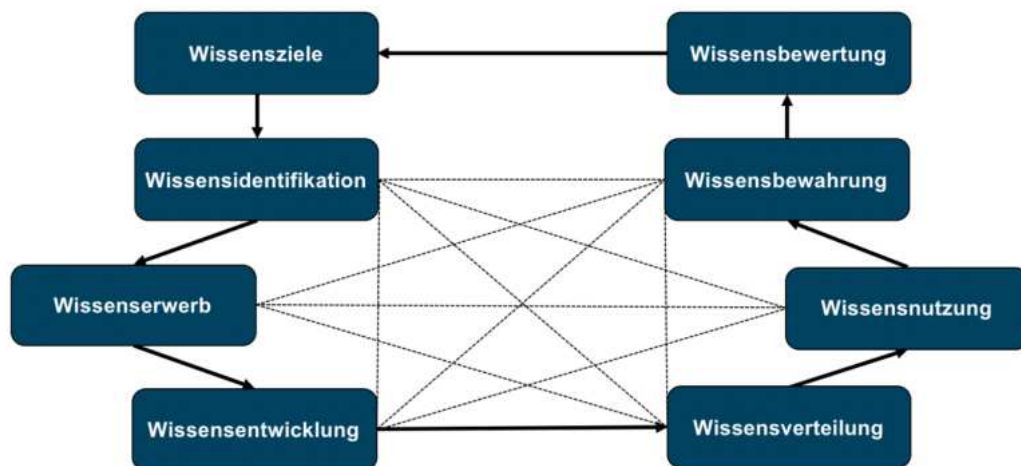 Wissensziele
Wissensbewertung
Wissensidentifikation
Wissensbewahrung
Wissenserwerb
Wissensnutzung
Wissensentwicklung
Wissensverteilung